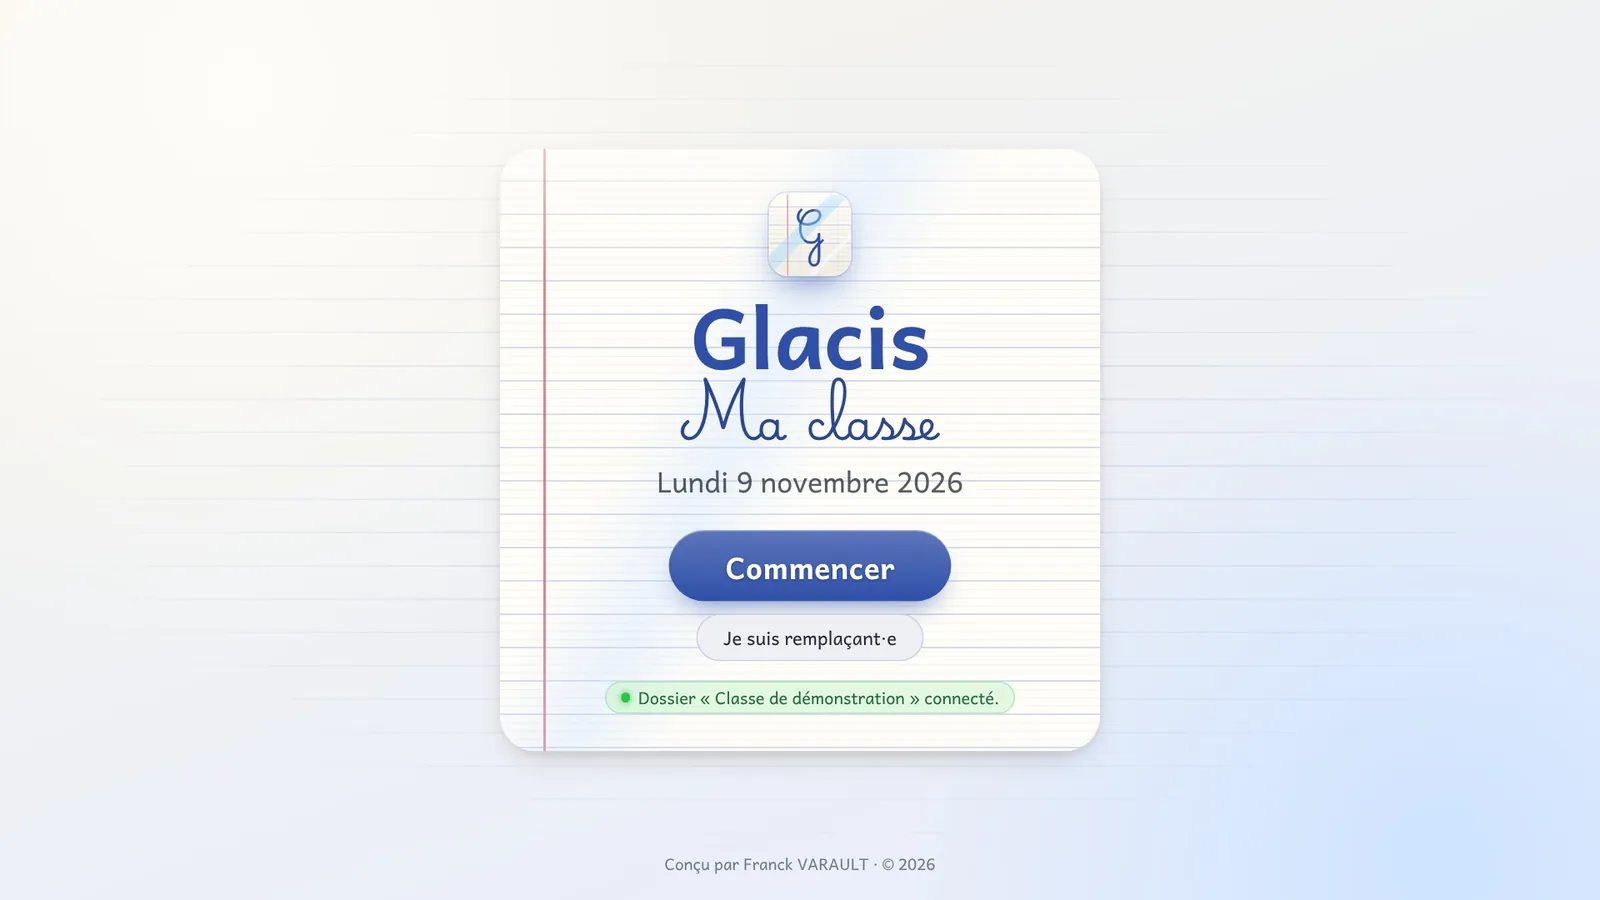 G
Glacis
Ma classe
Lundi 9 novembre 2026
Commencer
Je suis remplaçant·e
Dossier « Classe de démonstration » connecté.
Conçu par Franck VARAULT · © 2026